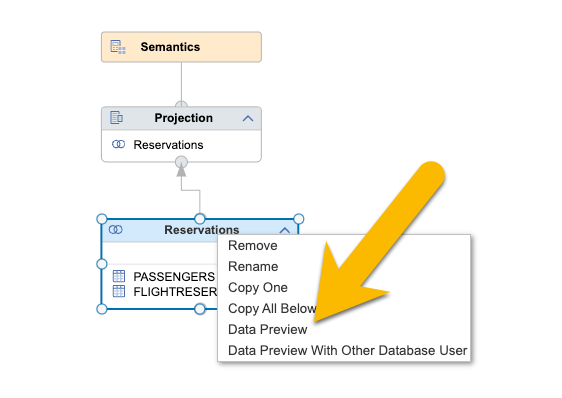 Semantics
Projection
Reservations
Reservations
PASSENGERS
FLIGHTRESER
Remove
Rename
Copy One
Copy All Below
Data Preview
Data Preview With Other Database User